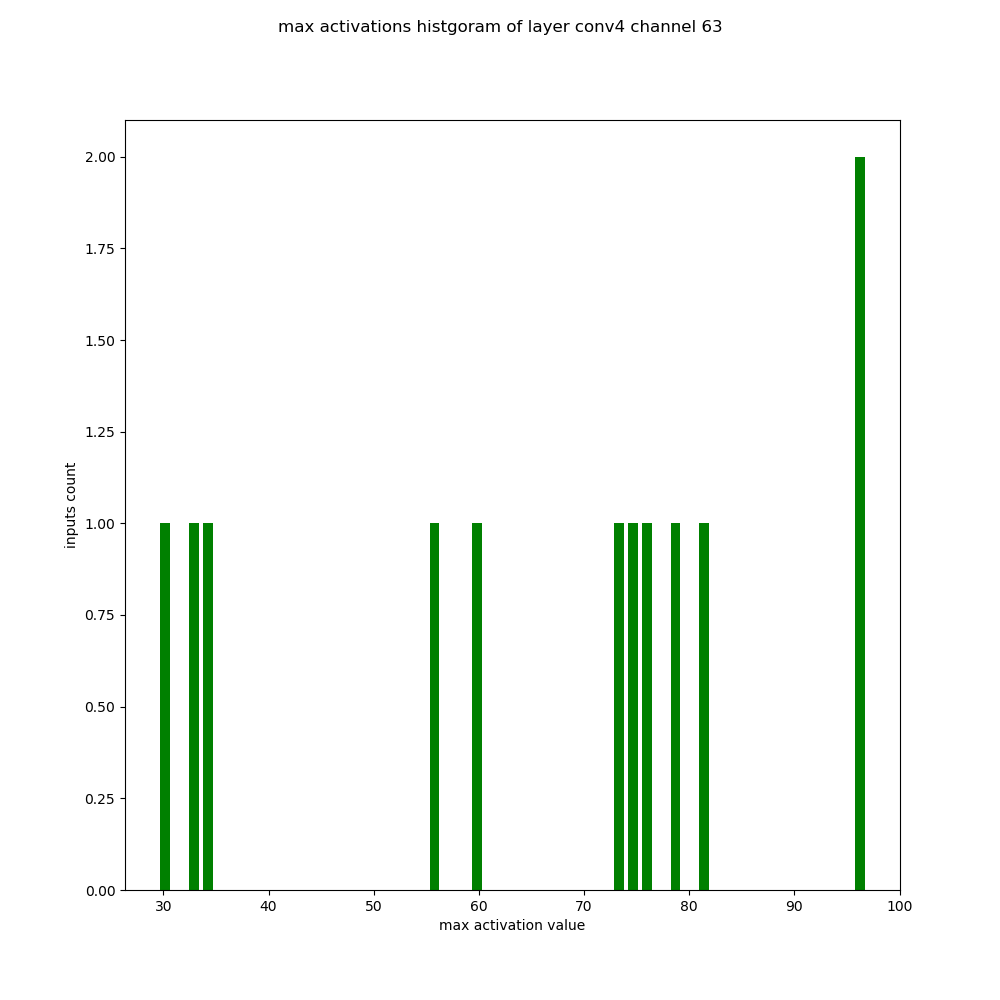 max activations histgoram of layer conv4 channel 63
2.00
1.75
1.50
1.25
1.00
0.75
0.50
0.25
0.00
inputs count
30 40 50 60 70 80 90 100
max activation value